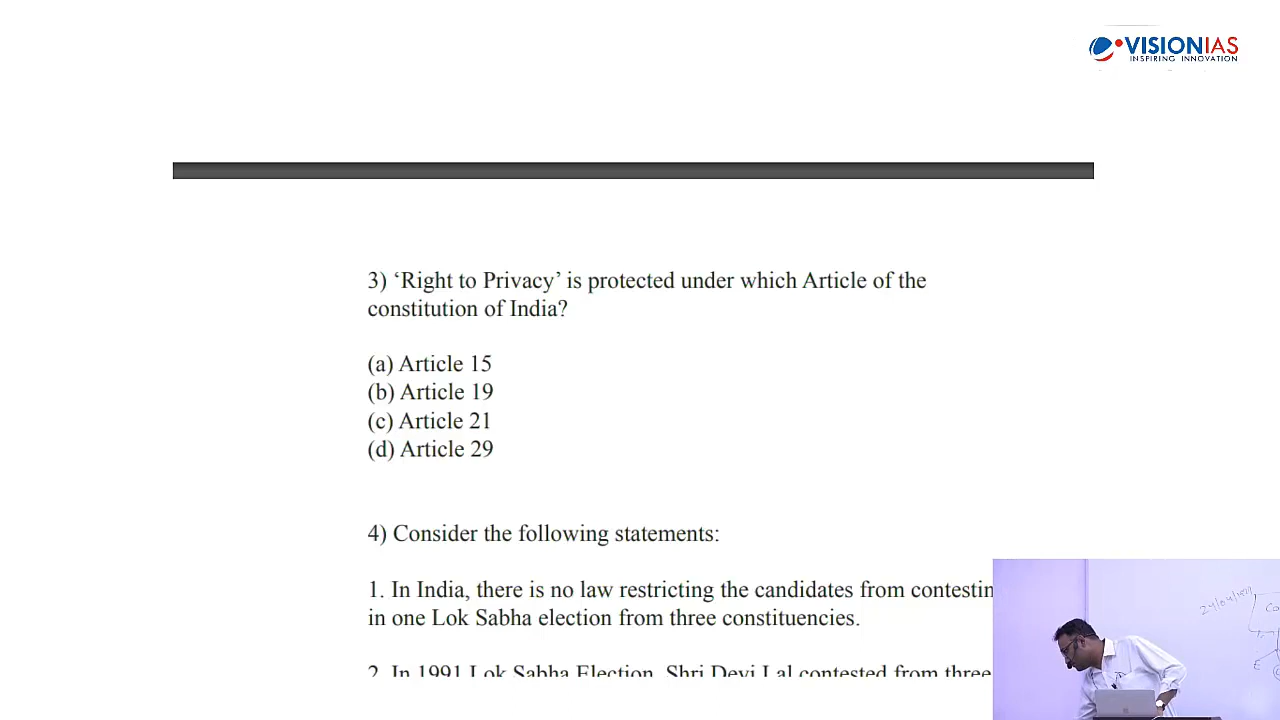 VISIONIAS
INSPIRING INNOVATION
3) ‘Right to Privacy’ is protected under which Article of the
constitution of India?
(a) Article 15
(b) Article 19
(c) Article 21
(d) Article 29
4) Consider the following statements:
1. In India, there is no law restricting the candidates from contestin
in one Lok Sabha election from three constituencies.
2. In 1991 Lok Sabha Election, Shri Devi Lal contested from three